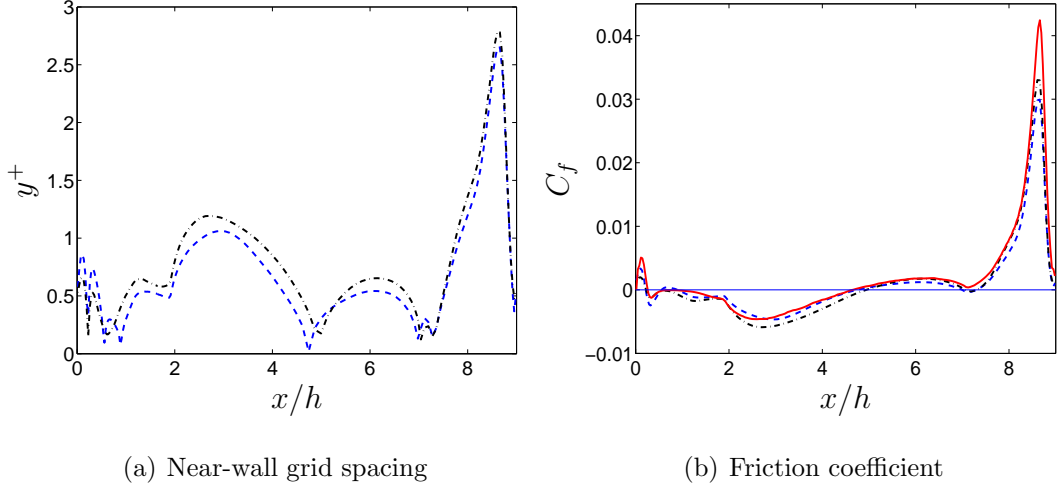 3
2.5
2
1.5
1
0.5
0
y+
0 2 4 6 8
x/h
(a) Near-wall grid spacing
0.04
0.03
0.02
0.01
0
−0.01
Cf
0 2 4 6 8
x/h
(b) Friction coefficient